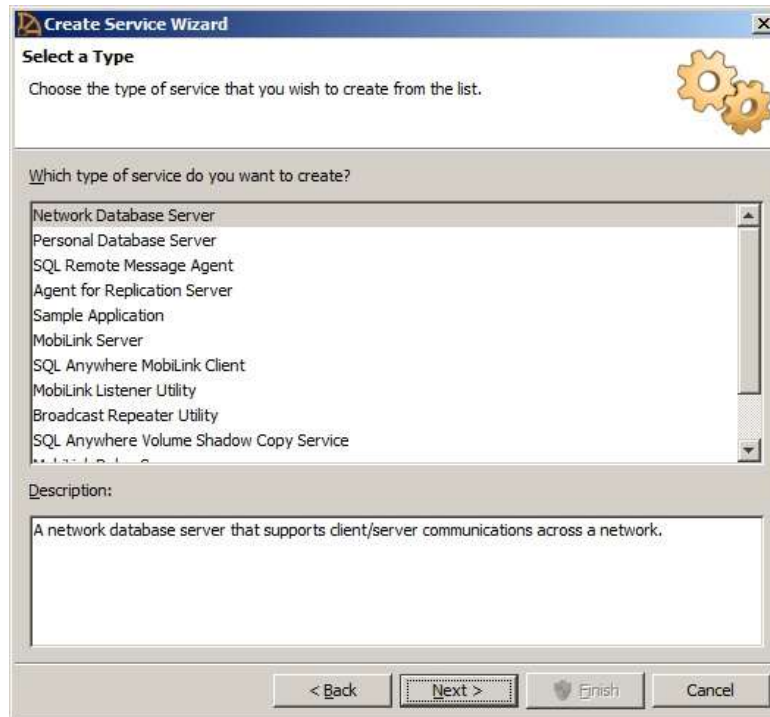 Create Service Wizard
Select a Type
Choose the type of service that you wish to create from the list.
Which type of service do you want to create?
Network Database Server
Personal Database Server
SQL Remote Message Agent
Agent for Replication Server
Sample Application
MobiLink Server
SQL Anywhere MobiLink Client
MobiLink Listener Utility
Broadcast Repeater Utility
SQL Anywhere Volume Shadow Copy Service
Description:
A network database server that supports client/server communications across a network.
< Back
Next >
Finish
Cancel